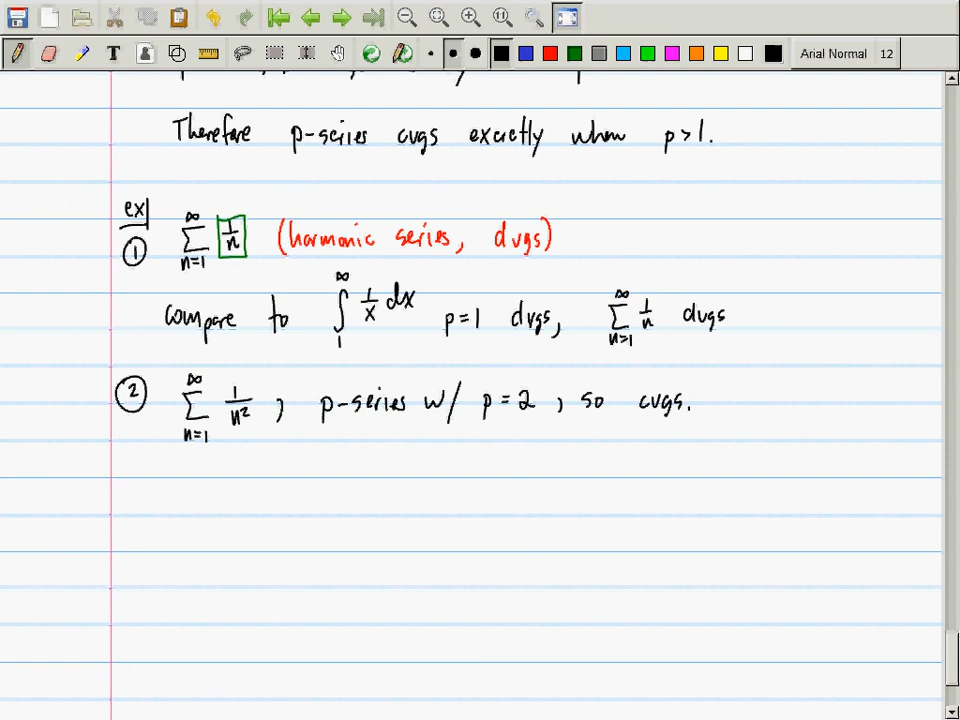 Arial Normal 12
Therefore p-series cvgs exactly when p>1.
ex
① ∞ ∑ n=1 1/n (harmonic series, dvgs)
compare to ∫₁^∞ 1/x dx p=1 dvgs, ∞ ∑ n=1 1/n dvgs
② ∞ ∑ n=1 1/n² ; p-series w/ p=2, so cvgs.